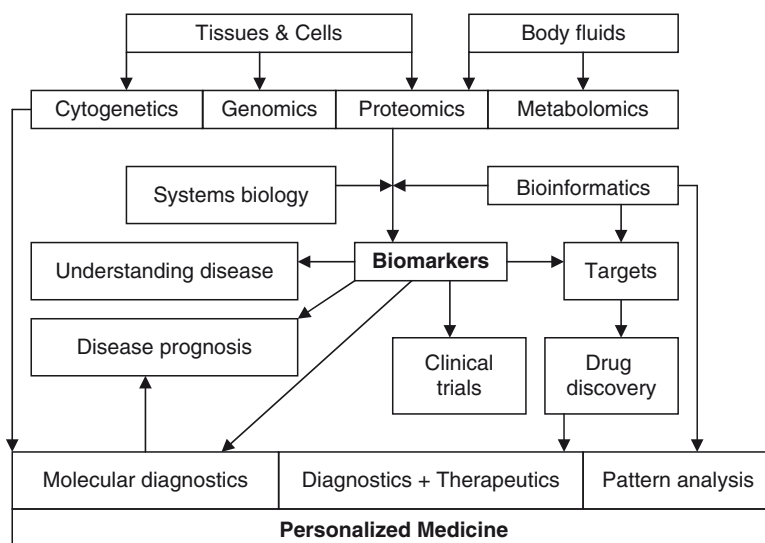 Tissues & Cells
Body fluids
Cytogenetics
Genomics
Proteomics
Metabolomics
Systems biology
Bioinformatics
Understanding disease
Biomarkers
Targets
Disease prognosis
Clinical
trials
Drug
discovery
Molecular diagnostics
Diagnostics + Therapeutics
Pattern analysis
Personalized Medicine